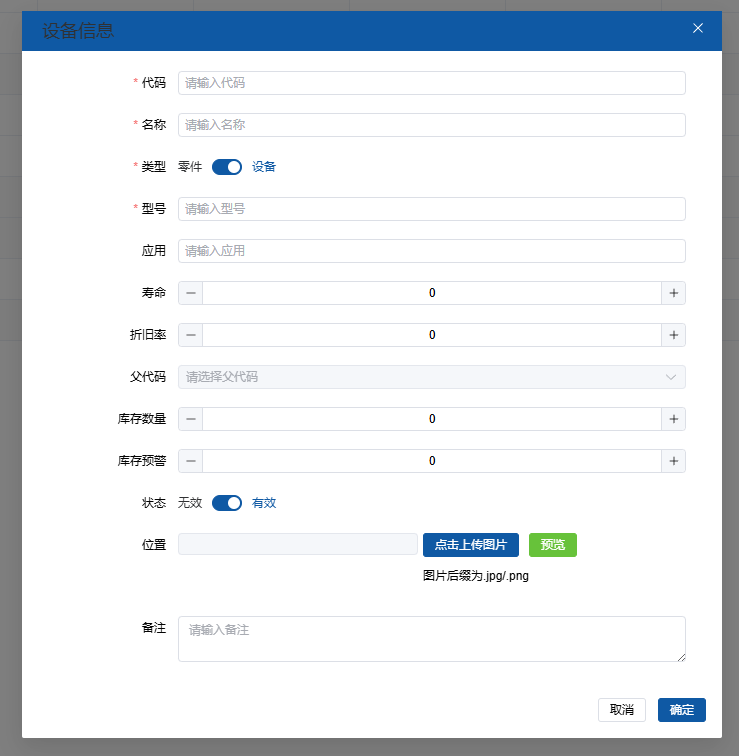 设备信息
* 代码 请输入代码
* 名称 请输入名称
* 类型 零件 设备
* 型号 请输入型号
应用 请输入应用
寿命 0
折旧率 0
父代码 请选择父代码
库存数量 0
库存预警 0
状态 无效 有效
位置 点击上传图片 预览
图片后缀为.jpg/.png
备注 请输入备注
取消 确定